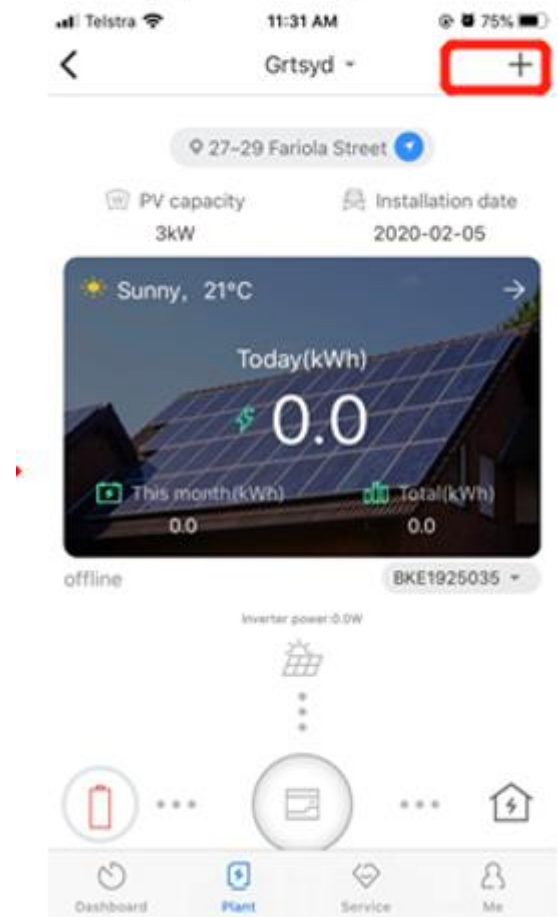 Telstra 11:31 AM 75%
Grtsyd
27-29 Fariola Street
PV capacity Installation date
3kW 2020-02-05
Sunny, 21°C
Today(kWh)
0.0
This month(kWh) Total(kWh)
0.0 0.0
offline BKE1925035
Inverter power:0.0W
Dashboard Plant Service Me